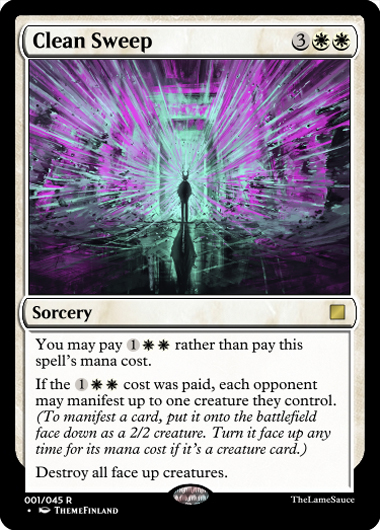 Clean Sweep 3
Sorcery
You may pay 1 rather than pay this
spell's mana cost.
If the 1 cost was paid, each opponent
may manifest up to one creature they control.
(To manifest a card, put it onto the battlefield
face down as a 2/2 creature. Turn it face up any
time for its mana cost if it's a creature card.)
Destroy all face up creatures.
001/045 R
• ThemeFinland
TheLameSauce